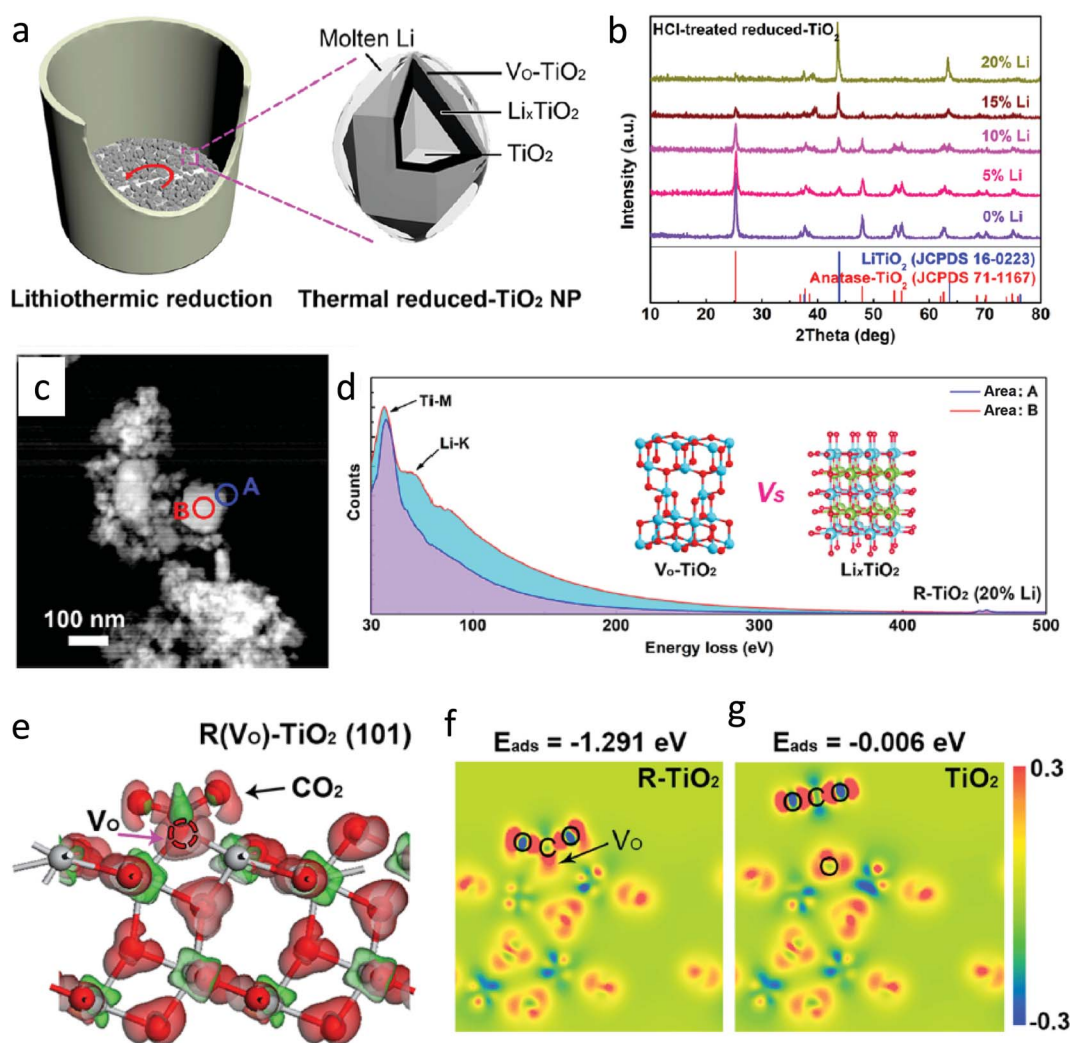 a
Molten Li
Vo-TiO₂
LiₓTiO₂
TiO₂
Lithiothermic reduction
Thermal reduced-TiO₂ NP
b
HCl-treated reduced-TiO₂
20% Li
15% Li
10% Li
5% Li
0% Li
LiTiO₂ (JCPDS 16-0223)
Anatase-TiO₂ (JCPDS 71-1167)
Intensity (a.u.)
10 20 30 40 50 60 70 80
2Theta (deg)
c
A
B
100 nm
d
Ti-M
Li-K
Area: A
Area: B
Counts
Vs
Vo-TiO₂
LiₓTiO₂
R-TiO₂ (20% Li)
30 100 200 300 400 500
Energy loss (eV)
e
R(Vo)-TiO₂ (101)
CO₂
Vo
f
E_ads = -1.291 eV
R-TiO₂
O C O
Vo
g
E_ads = -0.006 eV
TiO₂
O C O
O
0.3
-0.3